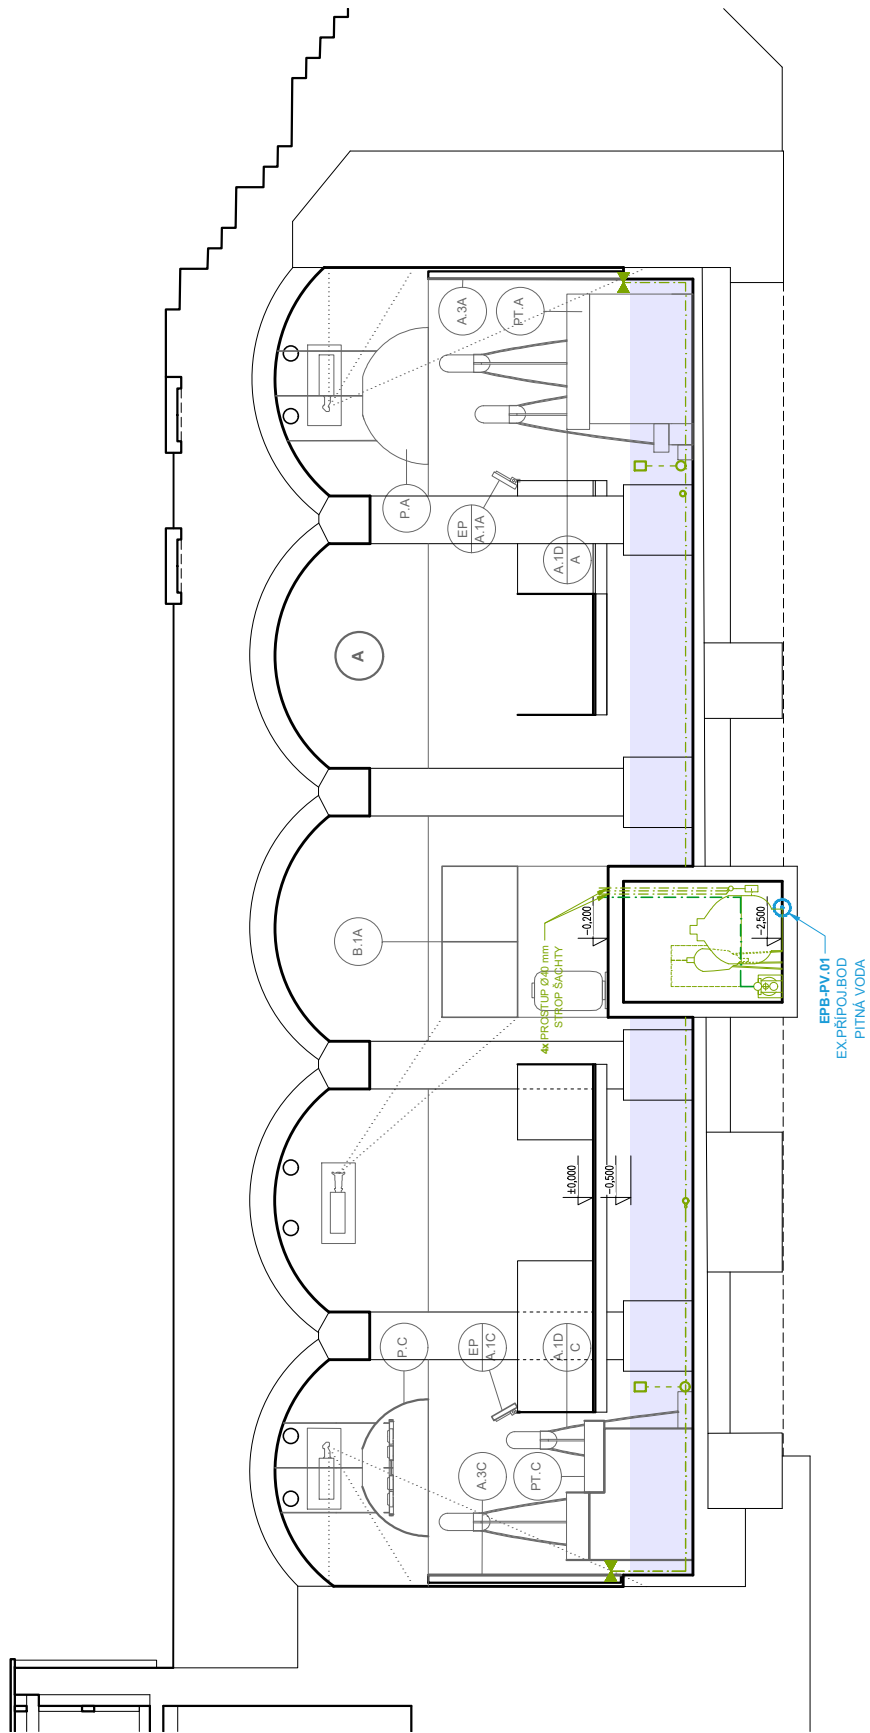 A.3A
PT.A
P.A
EP
A.1A
A.1D
A
A
B.1A
4x PROSTUP Ø40 mm
STROP ŠACHTY
-0,200
-2,500
EPB-PV.01
EX.PŘÍPOJ.BOD
PITNÁ VODA
±0,000
-0,500
P.C
EP
A.1C
A.1D
C
A.3C
PT.C